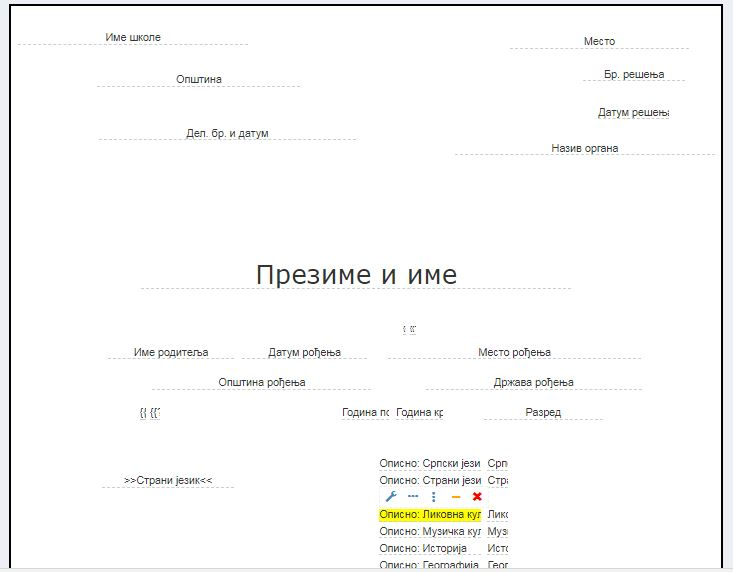 Име школе
Место
Општина
Бр. решења
Датум решењ
Дел. бр. и датум
Назив органа
Презиме и име
Име родитеља Датум рођења Место рођења
Општина рођења Држава рођења
{{ {{ Година по Година кр Разред
Описно: Српски јези Срп
>>Страни језик<< Описно: Страни јези Стра
Описно: Ликовна кул Лико
Описно: Музичка кул Музи
Описно: Историја Исто
Описно: Географија Геог